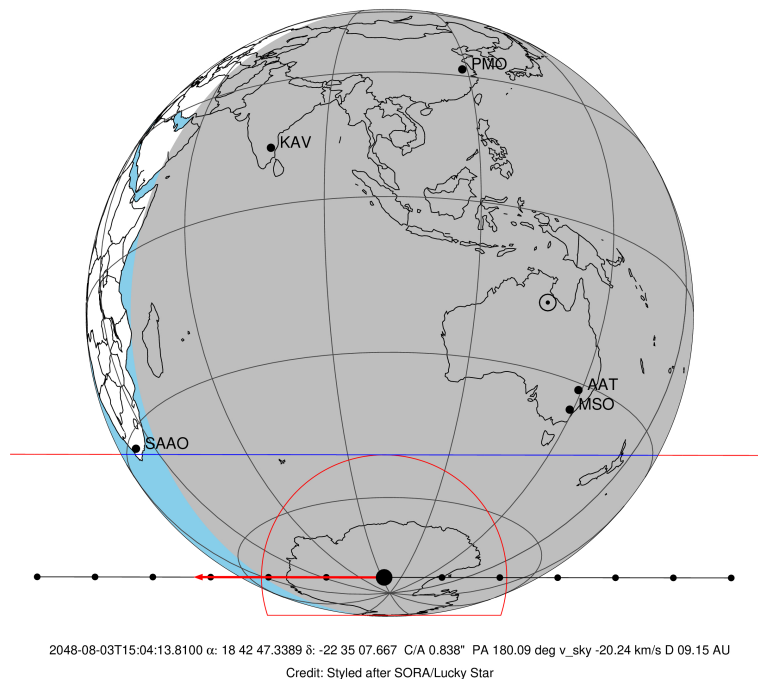 PMO
KAV
AAT
MSO
SAAO
2048-08-03T15:04:13.8100 α: 18 42 47.3389 δ: -22 35 07.667 C/A 0.838" PA 180.09 deg v_sky -20.24 km/s D 09.15 AU
Credit: Styled after SORA/Lucky Star